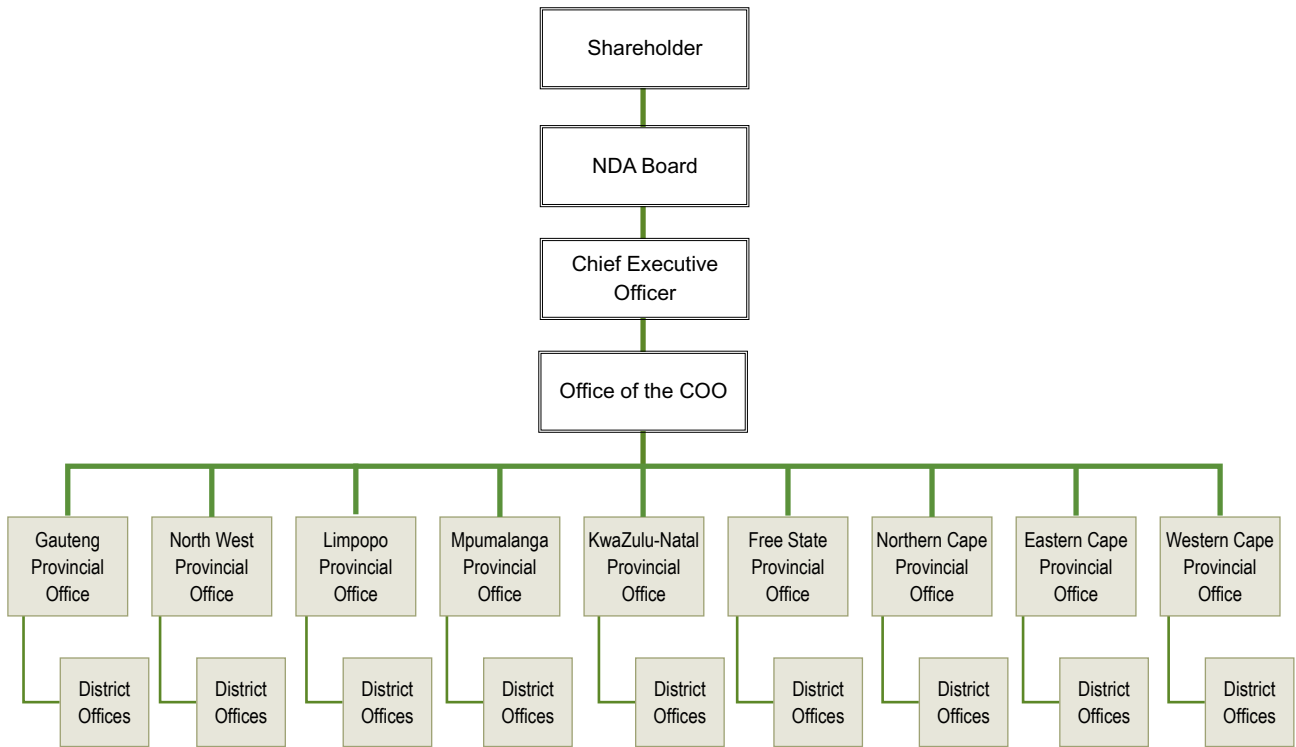 Shareholder
NDA Board
Chief Executive
Officer
Office of the COO
Gauteng
Provincial
Office
North West
Provincial
Office
Limpopo
Provincial
Office
Mpumalanga
Provincial
Office
KwaZulu-Natal
Provincial
Office
Free State
Provincial
Office
Northern Cape
Provincial
Office
Eastern Cape
Provincial
Office
Western Cape
Provincial
Office
District
Offices
District
Offices
District
Offices
District
Offices
District
Offices
District
Offices
District
Offices
District
Offices
District
Offices